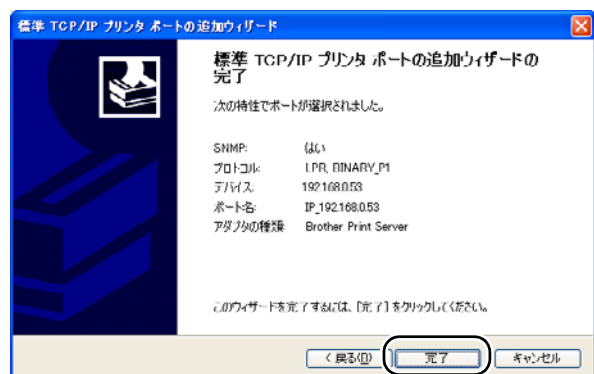 標準 TCP/IP プリンタ ポートの追加ウィザード
標準 TCP/IP プリンタ ポートの追加ウィザードの
完了
次の特性でポートが選択されました。
SNMP: はい
プロトコル: LPR, BINARY_P1
デバイス: 192.168.0.53
ポート名: IP_192.168.0.53
アダプタの種類: Brother Print Server
このウィザードを完了するには、[完了] をクリックしてください。
< 戻る(B) 完了 キャンセル